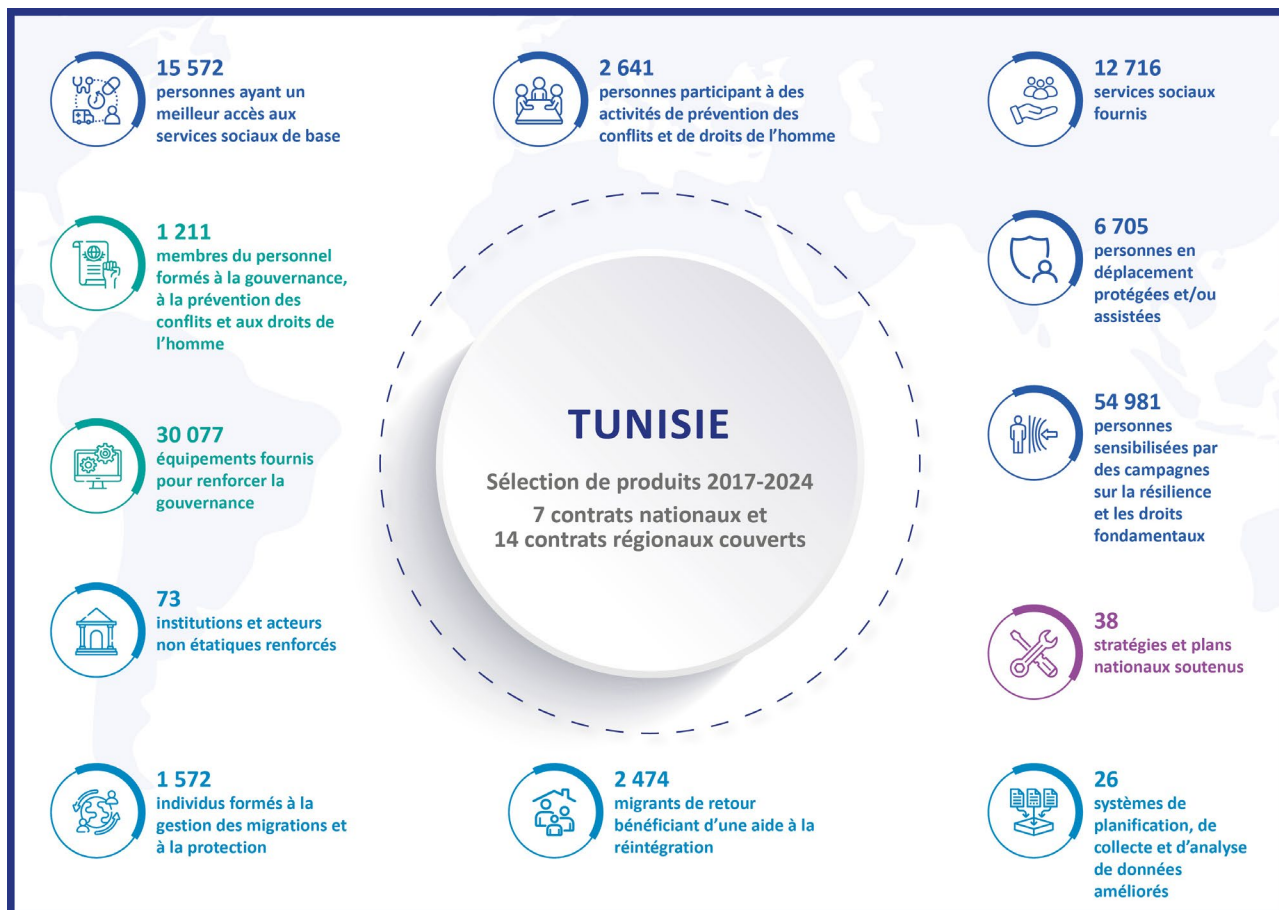 15 572
personnes ayant un
meilleur accès aux
services sociaux de base
2 641
personnes participant à des
activités de prévention des
conflits et de droits de l’homme
12 716
services sociaux
fournis
1 211
membres du personnel
formés à la gouvernance,
à la prévention des
conflits et aux droits de
l’homme
6 705
personnes en
déplacement
protégées et/ou
assistées
TUNISIE
Sélection de produits 2017-2024
7 contrats nationaux et
14 contrats régionaux couverts
30 077
équipements fournis
pour renforcer la
gouvernance
54 981
personnes
sensibilisées par
des campagnes
sur la résilience
et les droits
fondamentaux
73
institutions et acteurs
non étatiques renforcés
38
stratégies et plans
nationaux soutenus
1 572
individus formés à la
gestion des migrations et
à la protection
2 474
migrants de retour
bénéficiant d’une aide à la
réintégration
26
systèmes de
planification, de
collecte et d’analyse
de données
améliorés